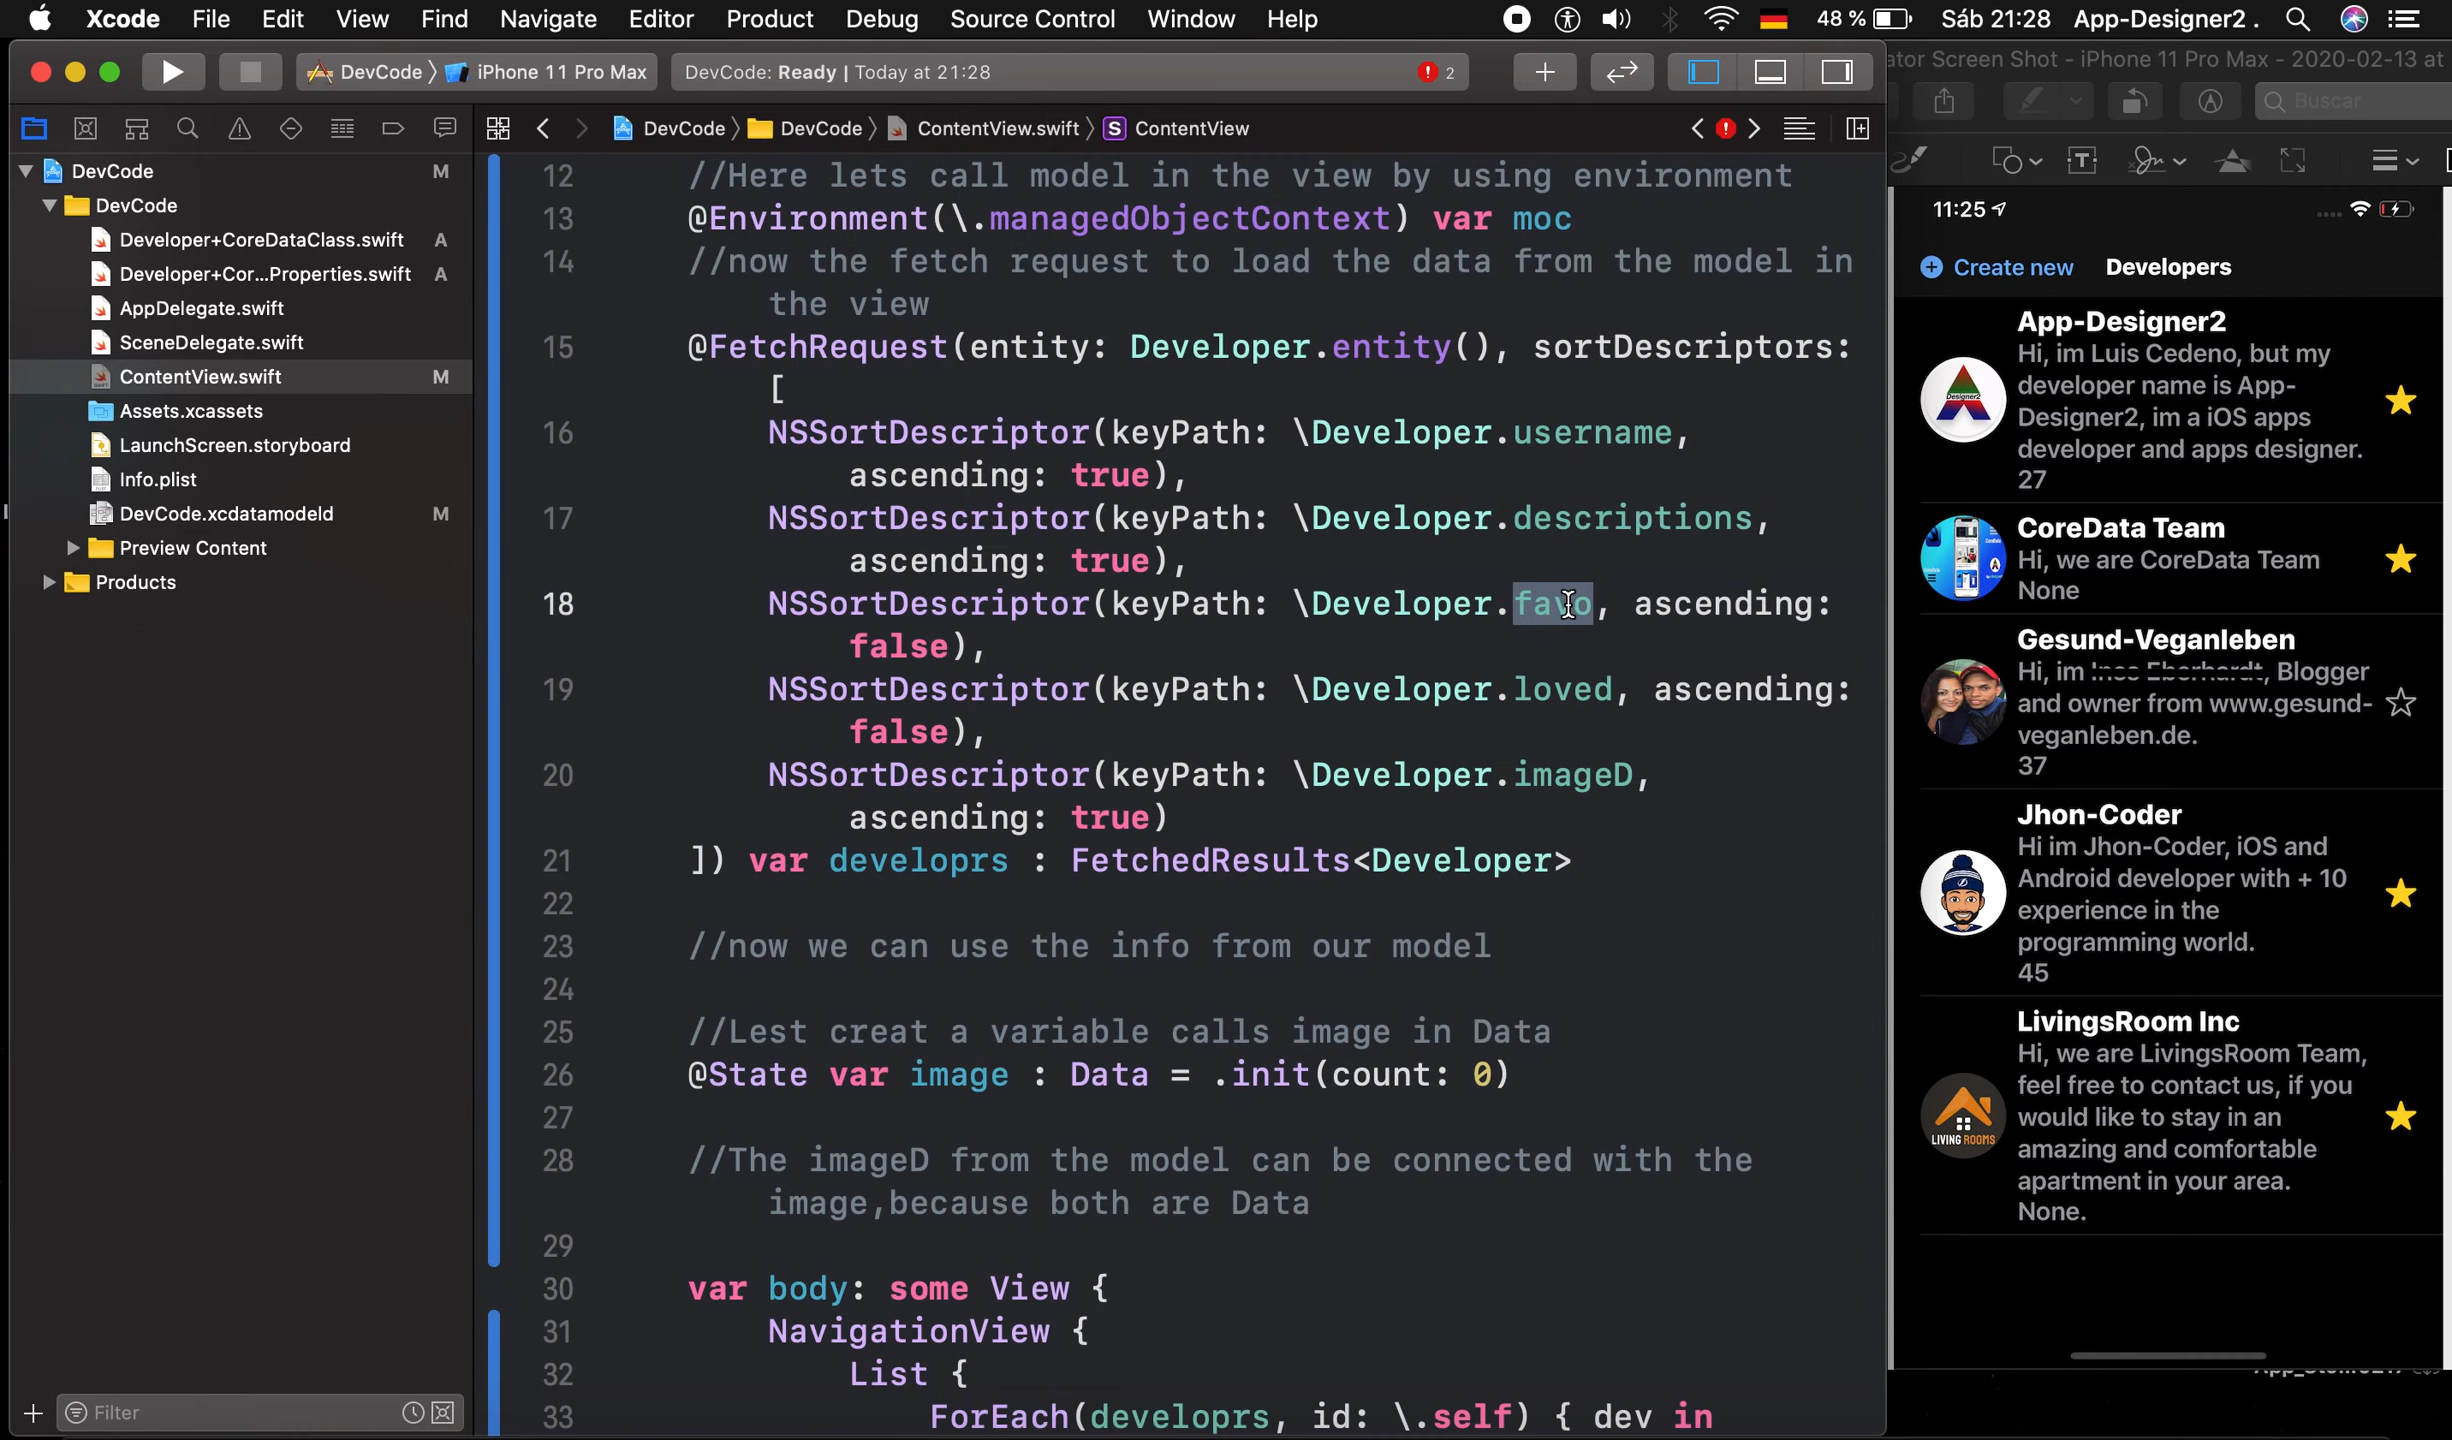 Xcode File Edit View Find Navigate Editor Product Debug Source Control Window Help 48 % Sáb 21:28 App-Designer2 .
DevCode iPhone 11 Pro Max DevCode: Ready | Today at 21:28 2
ator Screen Shot - iPhone 11 Pro Max - 2020-02-13 at
Buscar
DevCode DevCode ContentView.swift S ContentView
DevCode M
DevCode
Developer+CoreDataClass.swift A
Developer+Cor...Properties.swift A
AppDelegate.swift
SceneDelegate.swift
ContentView.swift M
Assets.xcassets
LaunchScreen.storyboard
Info.plist
DevCode.xcdatamodeld M
Preview Content
Products
Filter
12 //Here lets call model in the view by using environment
13 @Environment(\.managedObjectContext) var moc
14 //now the fetch request to load the data from the model in
the view
15 @FetchRequest(entity: Developer.entity(), sortDescriptors:
[
16 NSSortDescriptor(keyPath: \Developer.username,
ascending: true),
17 NSSortDescriptor(keyPath: \Developer.descriptions,
ascending: true),
18 NSSortDescriptor(keyPath: \Developer.favo, ascending:
false),
19 NSSortDescriptor(keyPath: \Developer.loved, ascending:
false),
20 NSSortDescriptor(keyPath: \Developer.imageD,
ascending: true)
21 ]) var developrs : FetchedResults<Developer>
22
23 //now we can use the info from our model
24
25 //Lest creat a variable calls image in Data
26 @State var image : Data = .init(count: 0)
27
28 //The imageD from the model can be connected with the
image,because both are Data
29
30 var body: some View {
31 NavigationView {
32 List {
33 ForEach(developrs, id: \.self) { dev in
11:25
Create new Developers
App-Designer2
Hi, im Luis Cedeno, but my
developer name is App-
Designer2, im a iOS apps
developer and apps designer.
27
Designer2
CoreData Team
Hi, we are CoreData Team
None
Gesund-Veganleben
Hi, im Ines Eberhardt, Blogger
and owner from www.gesund-
veganleben.de.
37
Jhon-Coder
Hi im Jhon-Coder, iOS and
Android developer with + 10
experience in the
programming world.
45
LivingsRoom Inc
Hi, we are LivingsRoom Team,
feel free to contact us, if you
would like to stay in an
amazing and comfortable
apartment in your area.
None.
LIVING ROOMS